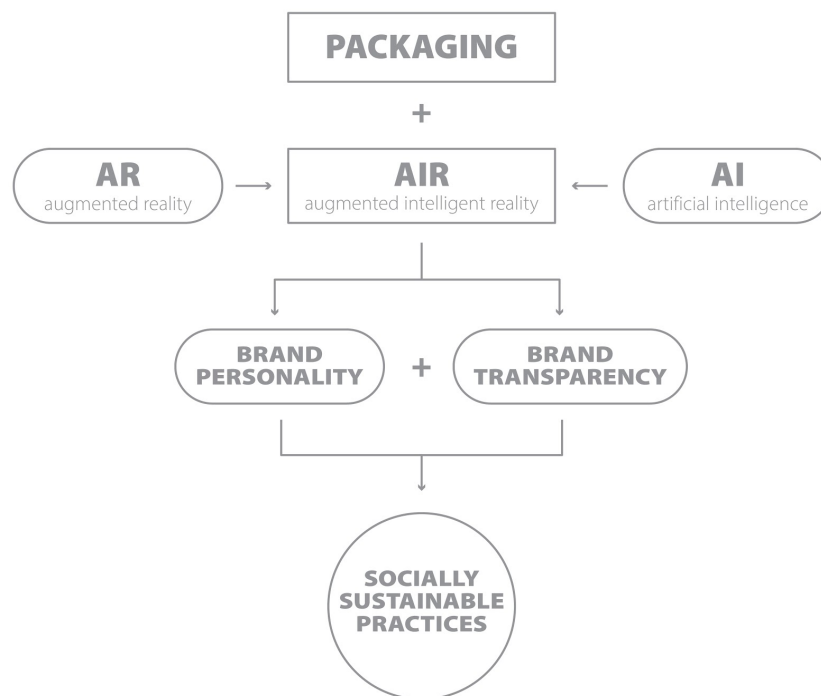 PACKAGING
+
AR
augmented reality
AIR
augmented intelligent reality
AI
artificial intelligence
BRAND
PERSONALITY
+
BRAND
TRANSPARENCY
SOCIALLY
SUSTAINABLE
PRACTICES